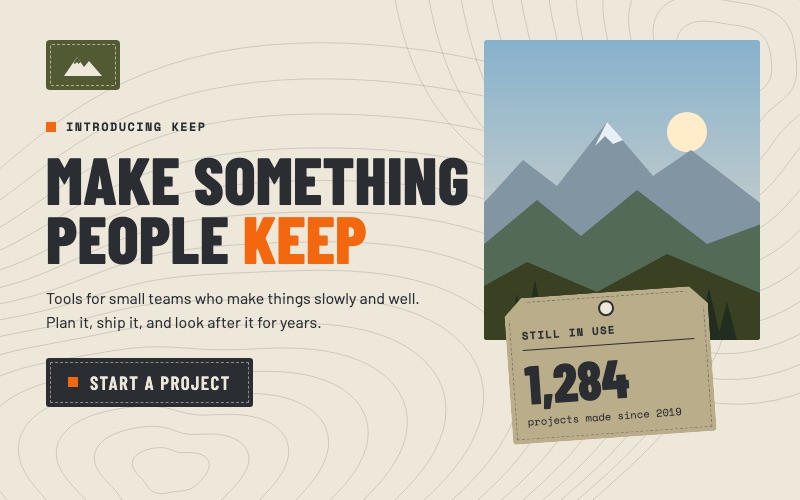 INTRODUCING KEEP
MAKE SOMETHING
PEOPLE KEEP
Tools for small teams who make things slowly and well.
Plan it, ship it, and look after it for years.
START A PROJECT
STILL IN USE
1,284
projects made since 2019